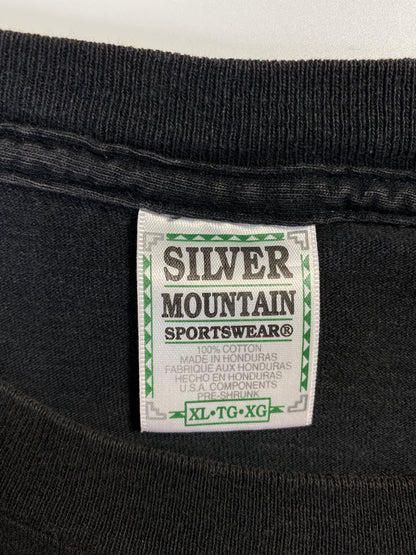 SILVER
MOUNTAIN
SPORTSWEAR®
100% COTTON
MADE IN HONDURAS
FABRIQUE AUX HONDURAS
HECHO EN HONDURAS
U.S.A. COMPONENTS
PRE-SHRUNK
XL•TG•XG